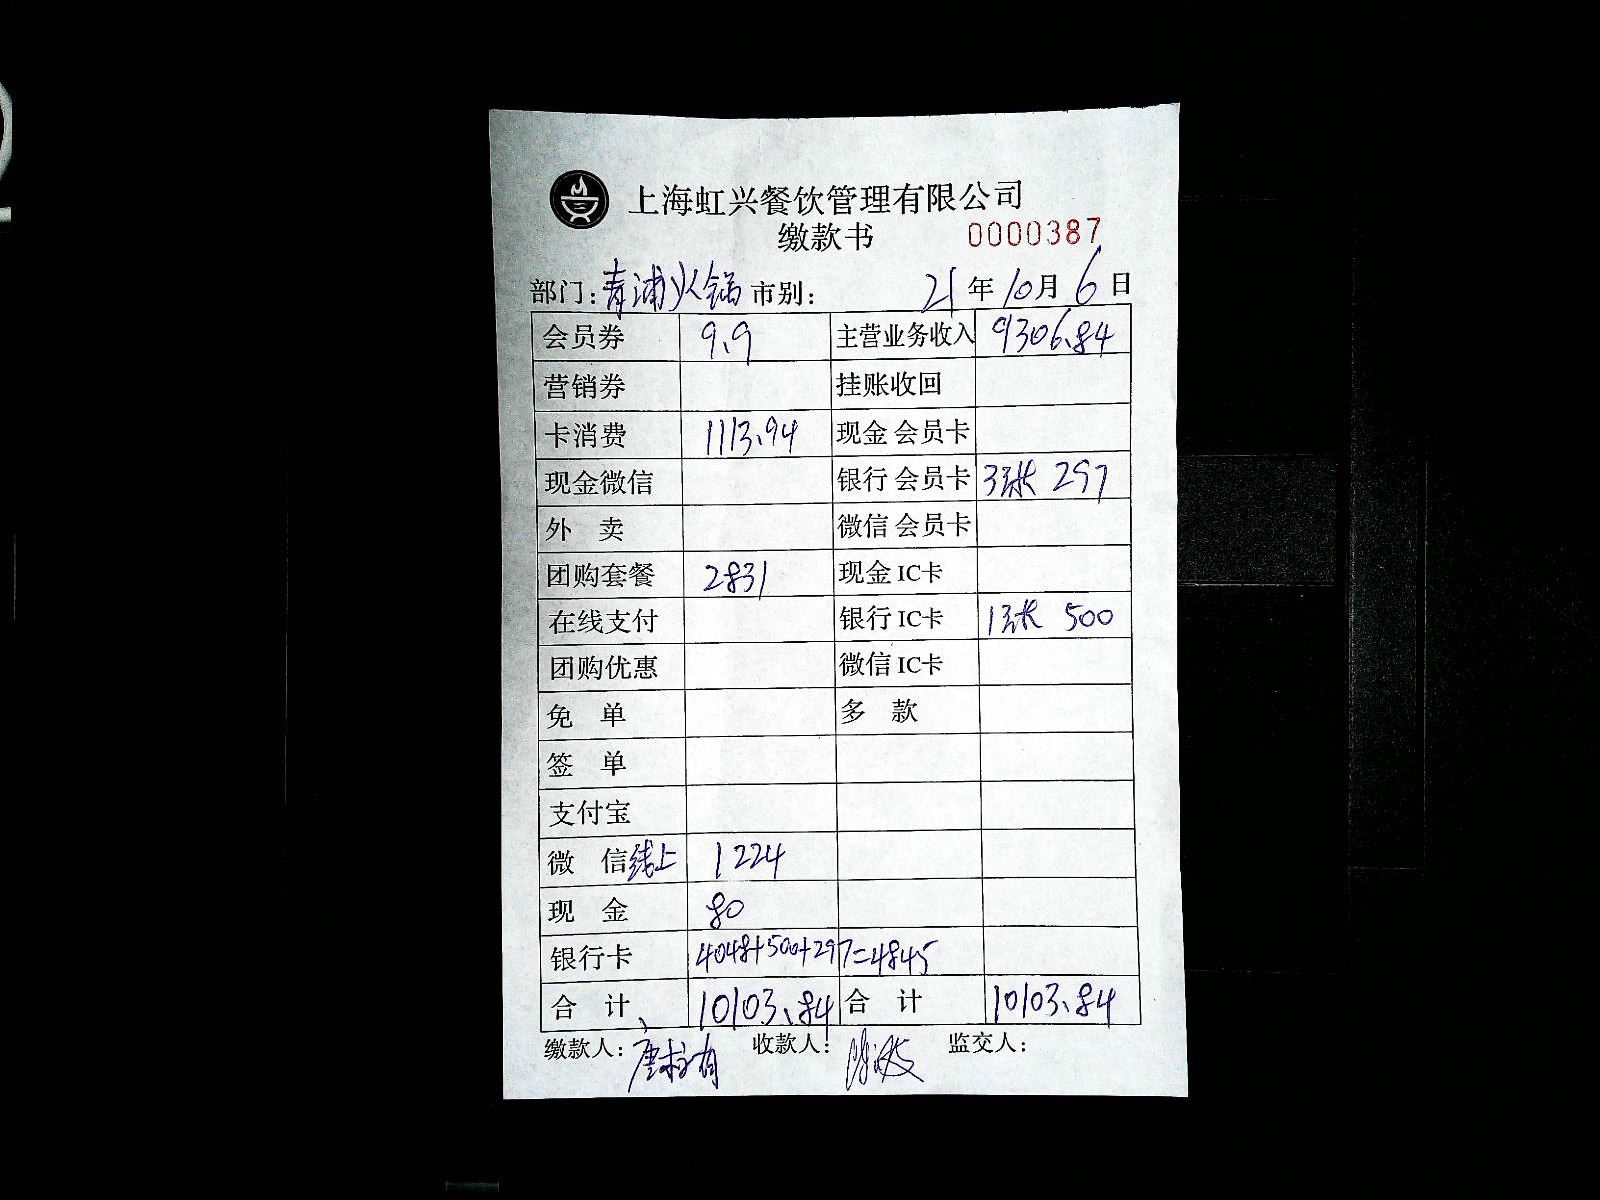 上海虹兴餐饮管理有限公司
缴款书 0000387
部门: 青浦火锅 市别: 21年10月6日
会员券 9.9 主营业务收入 9306.84
营销券 挂账收回
卡消费 1113.94 现金 会员卡
现金微信 银行 会员卡 3张 297
外 卖 微信 会员卡
团购套餐 2831 现金 IC卡
在线支付 银行 IC卡 1张 500
团购优惠 微信 IC卡
免 单 多 款
签 单
支付宝
微 信线上 1224
现 金 80
银行卡 4048+500+297=4845
合 计、 10103.84 合 计 10103.84
缴款人: 收款人: 监交人: